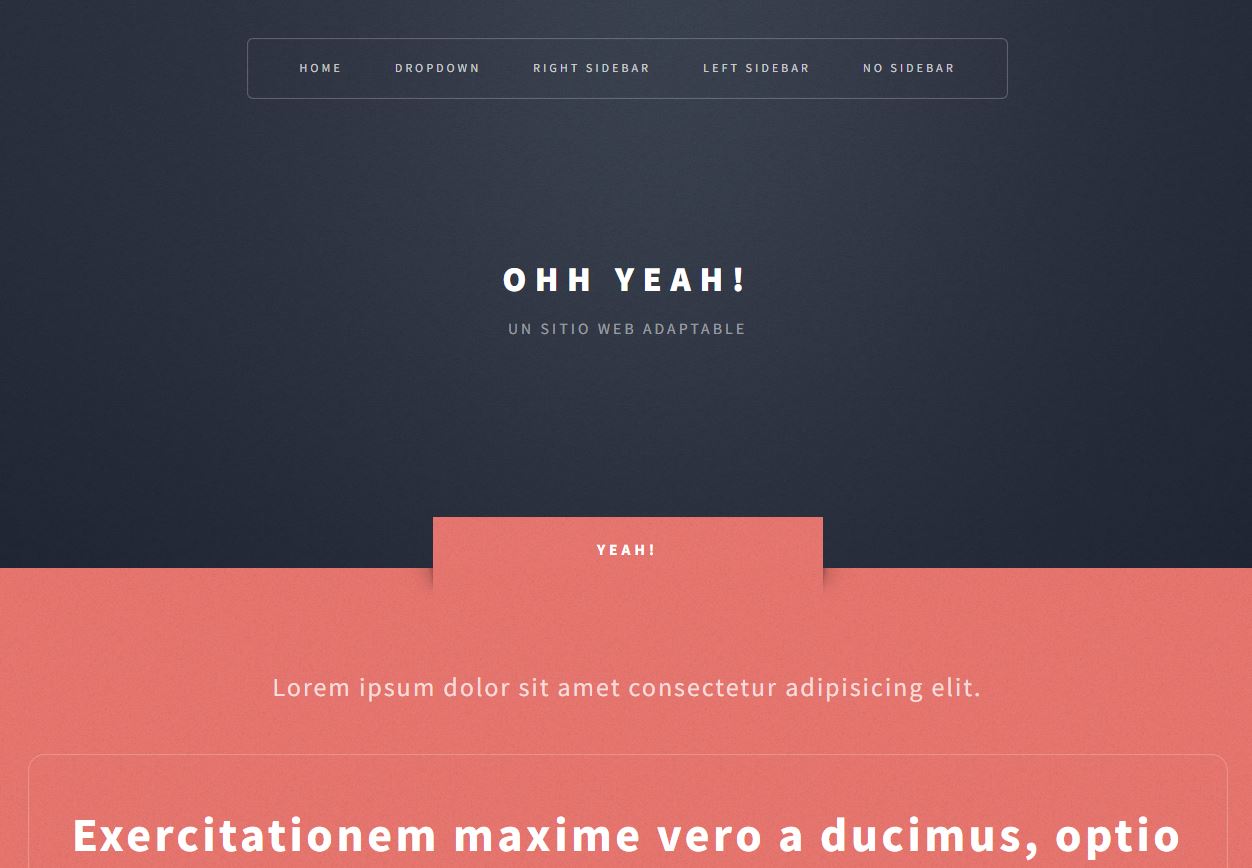 HOME DROPDOWN RIGHT SIDEBAR LEFT SIDEBAR NO SIDEBAR
OHH YEAH!
UN SITIO WEB ADAPTABLE
YEAH!
Lorem ipsum dolor sit amet consectetur adipisicing elit.
Exercitationem maxime vero a ducimus, optio